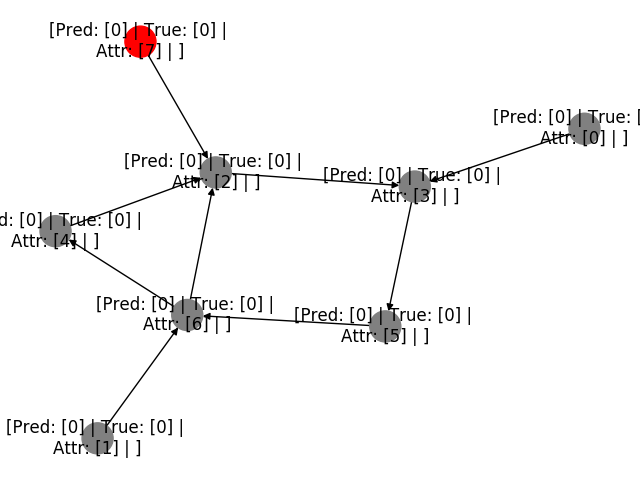 [Pred: [0] | True: [0] |
Attr: [7] | ]
[Pred: [0] | True: [
Attr: [0] | ]
[Pred: [0] | True: [0] |
Attr: [2] | ]
[Pred: [0] | True: [0] |
Attr: [3] | ]
d: [0] | True: [0] |
Attr: [4] | ]
[Pred: [0] | True: [0] |
Attr: [6] | ]
[Pred: [0] | True: [0] |
Attr: [5] | ]
[Pred: [0] | True: [0] |
Attr: [1] | ]